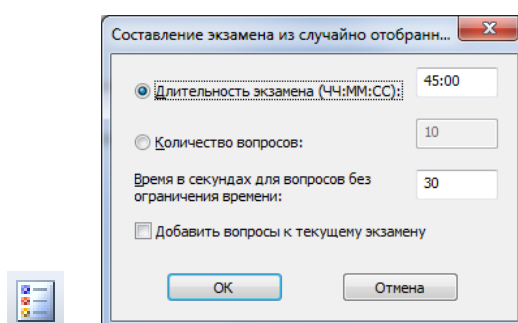 Составление экзамена из случайно отобранн...
Длительность экзамена (ЧЧ:ММ:СС):
45:00
Количество вопросов:
10
Время в секундах для вопросов без
ограничения времени:
30
Добавить вопросы к текущему экзамену
ОК
Отмена